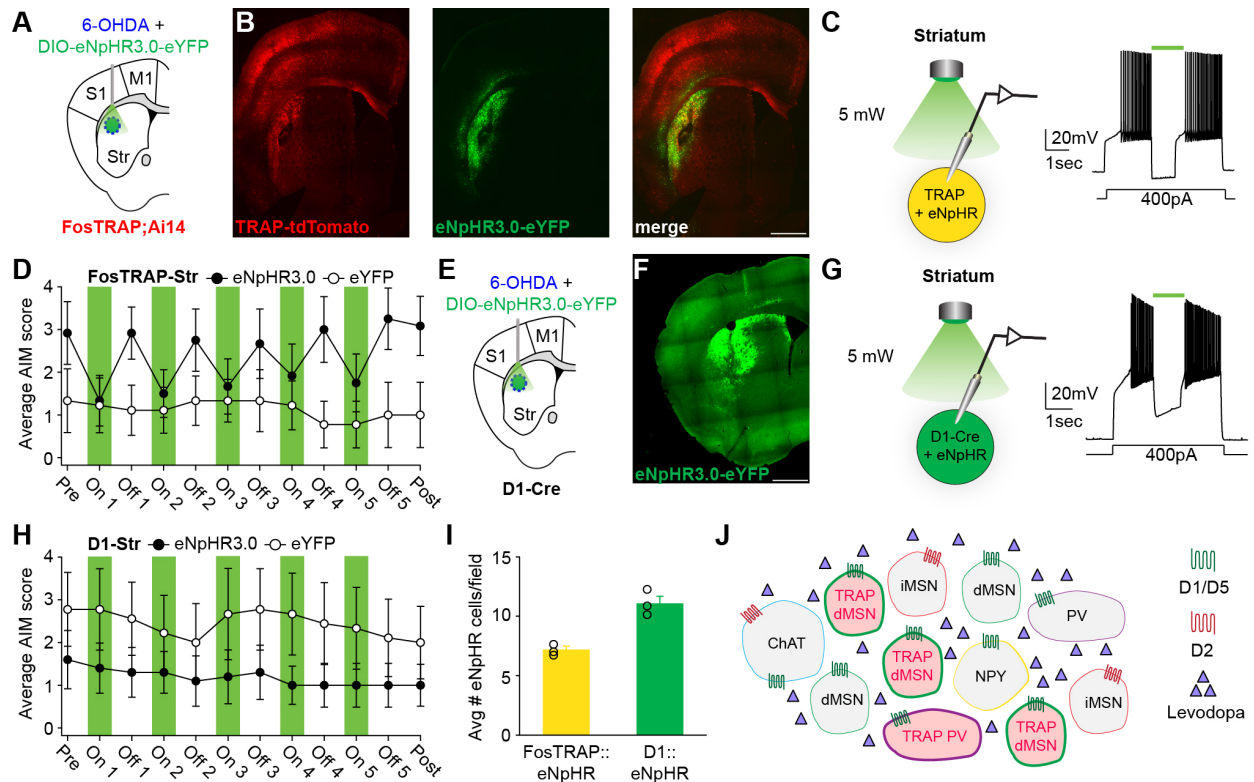 A
6-OHDA +
DIO-eNpHR3.0-eYFP
S1
M1
Str
FosTRAP;Ai14
B
TRAP-tdTomato
eNpHR3.0-eYFP
merge
C
Striatum
5 mW
TRAP
+ eNpHR
20mV
1sec
400pA
D
FosTRAP-Str eNpHR3.0 eYFP
Average AIM score
4
3
2
1
0
Pre
On 1
Off 1
On 2
Off 2
On 3
Off 3
On 4
Off 4
On 5
Off 5
Post
E
6-OHDA +
DIO-eNpHR3.0-eYFP
S1
M1
Str
D1-Cre
F
eNpHR3.0-eYFP
G
Striatum
5 mW
D1-Cre
+ eNpHR
20mV
1sec
400pA
H
D1-Str eNpHR3.0 eYFP
Average AIM score
4
3
2
1
0
Pre
On 1
Off 1
On 2
Off 2
On 3
Off 3
On 4
Off 4
On 5
Off 5
Post
I
Avg # eNpHR cells/field
15
10
5
0
FosTRAP::
eNpHR
D1::
eNpHR
J
ChAT
TRAP
dMSN
iMSN
dMSN
PV
TRAP
dMSN
NPY
dMSN
iMSN
TRAP PV
TRAP
dMSN
D1/D5
D2
Levodopa